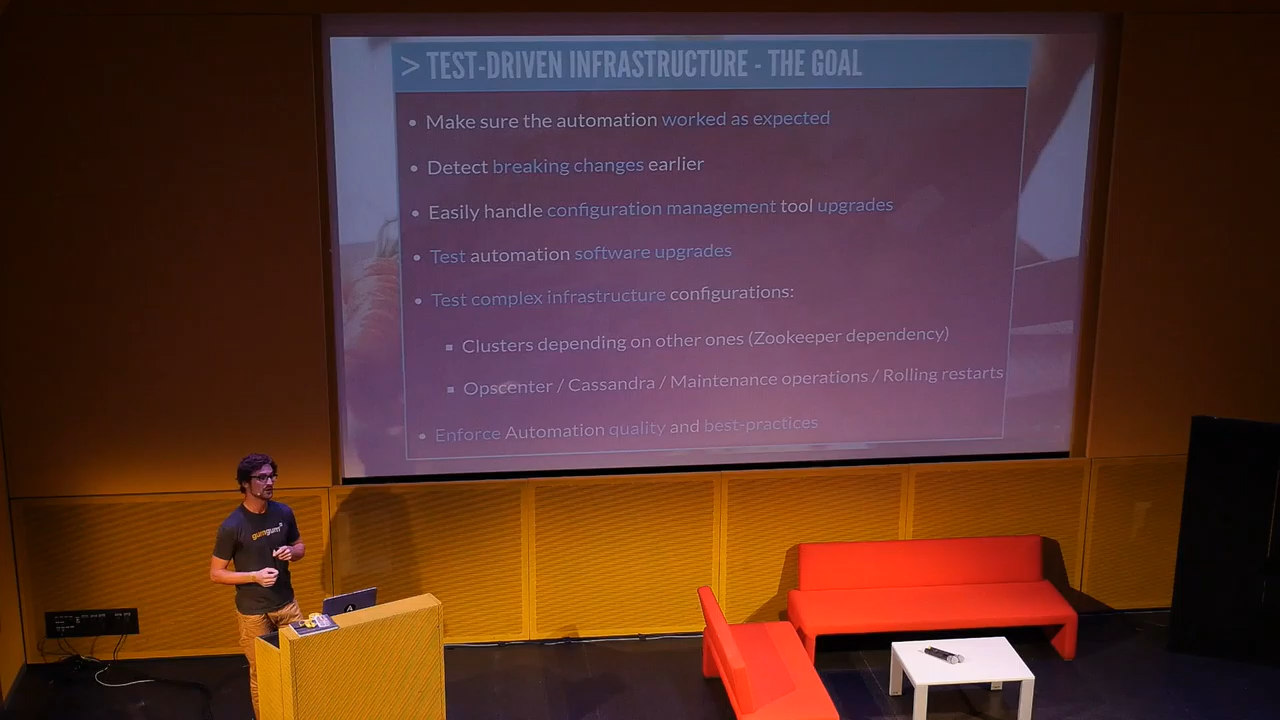 > TEST-DRIVEN INFRASTRUCTURE - THE GOAL
• Make sure the automation worked as expected
• Detect breaking changes earlier
• Easily handle configuration management tool upgrades
• Test automation software upgrades
• Test complex infrastructure configurations:
▪ Clusters depending on other ones (Zookeeper dependency)
▪ Opscenter / Cassandra / Maintenance operations / Rolling restarts
• Enforce Automation quality and best-practices
gumgum